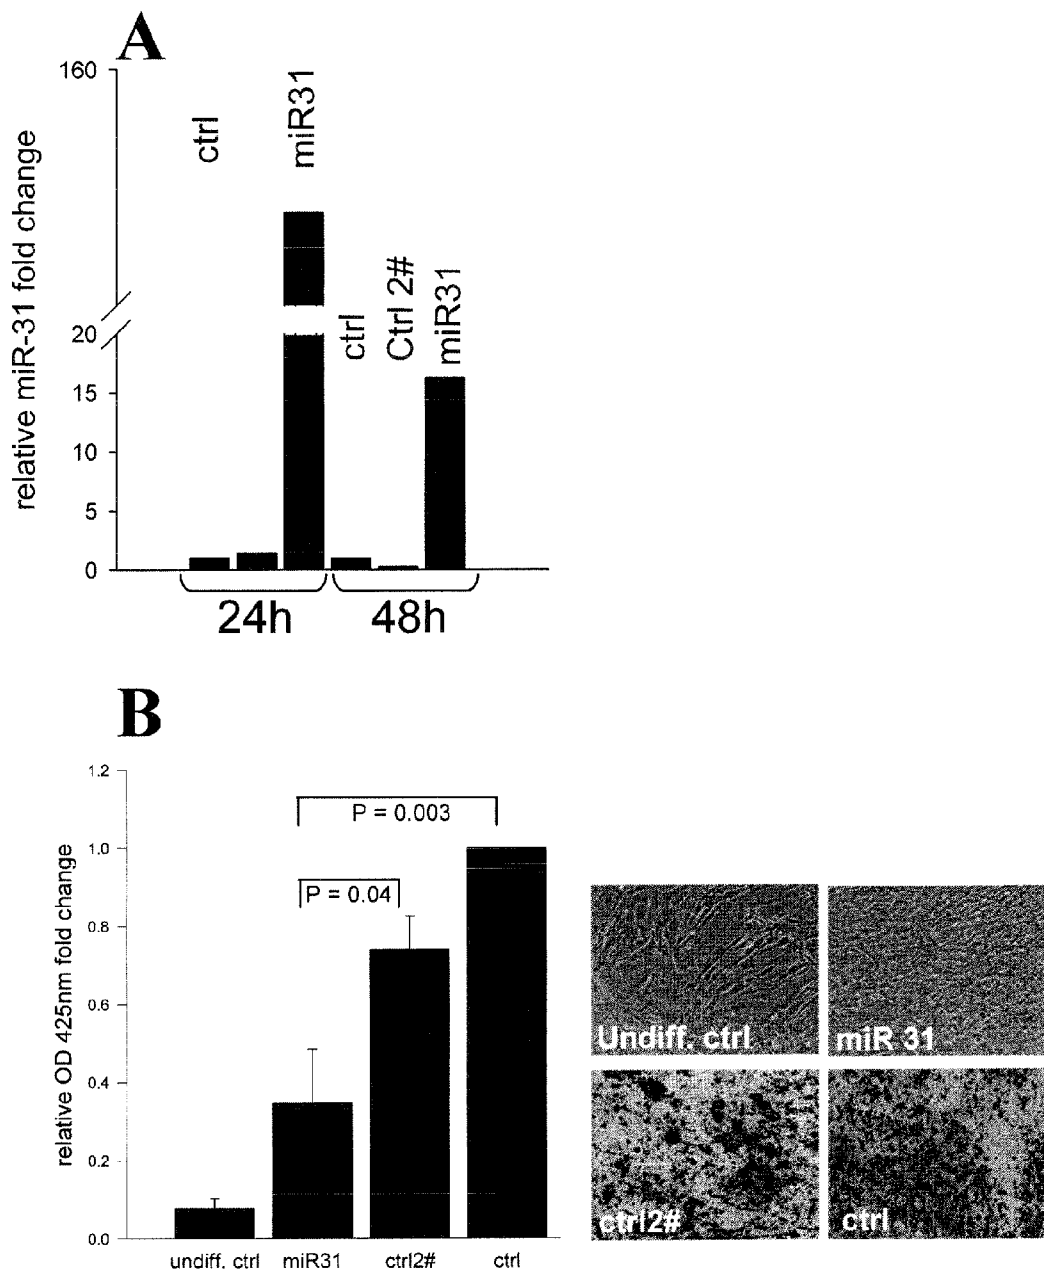 A
160
ctrl
miR31
relative miR-31 fold change
20
ctrl
Ctrl 2#
miR31
15
10
5
0
24h
48h
B
1.2
P = 0.003
1.0
P = 0.04
0.8
relative OD 425nm fold change
0.6
0.4
0.2
0.0
undiff. ctrl
miR31
ctrl2#
ctrl
Undiff. ctrl
miR 31
ctrl2#
ctrl